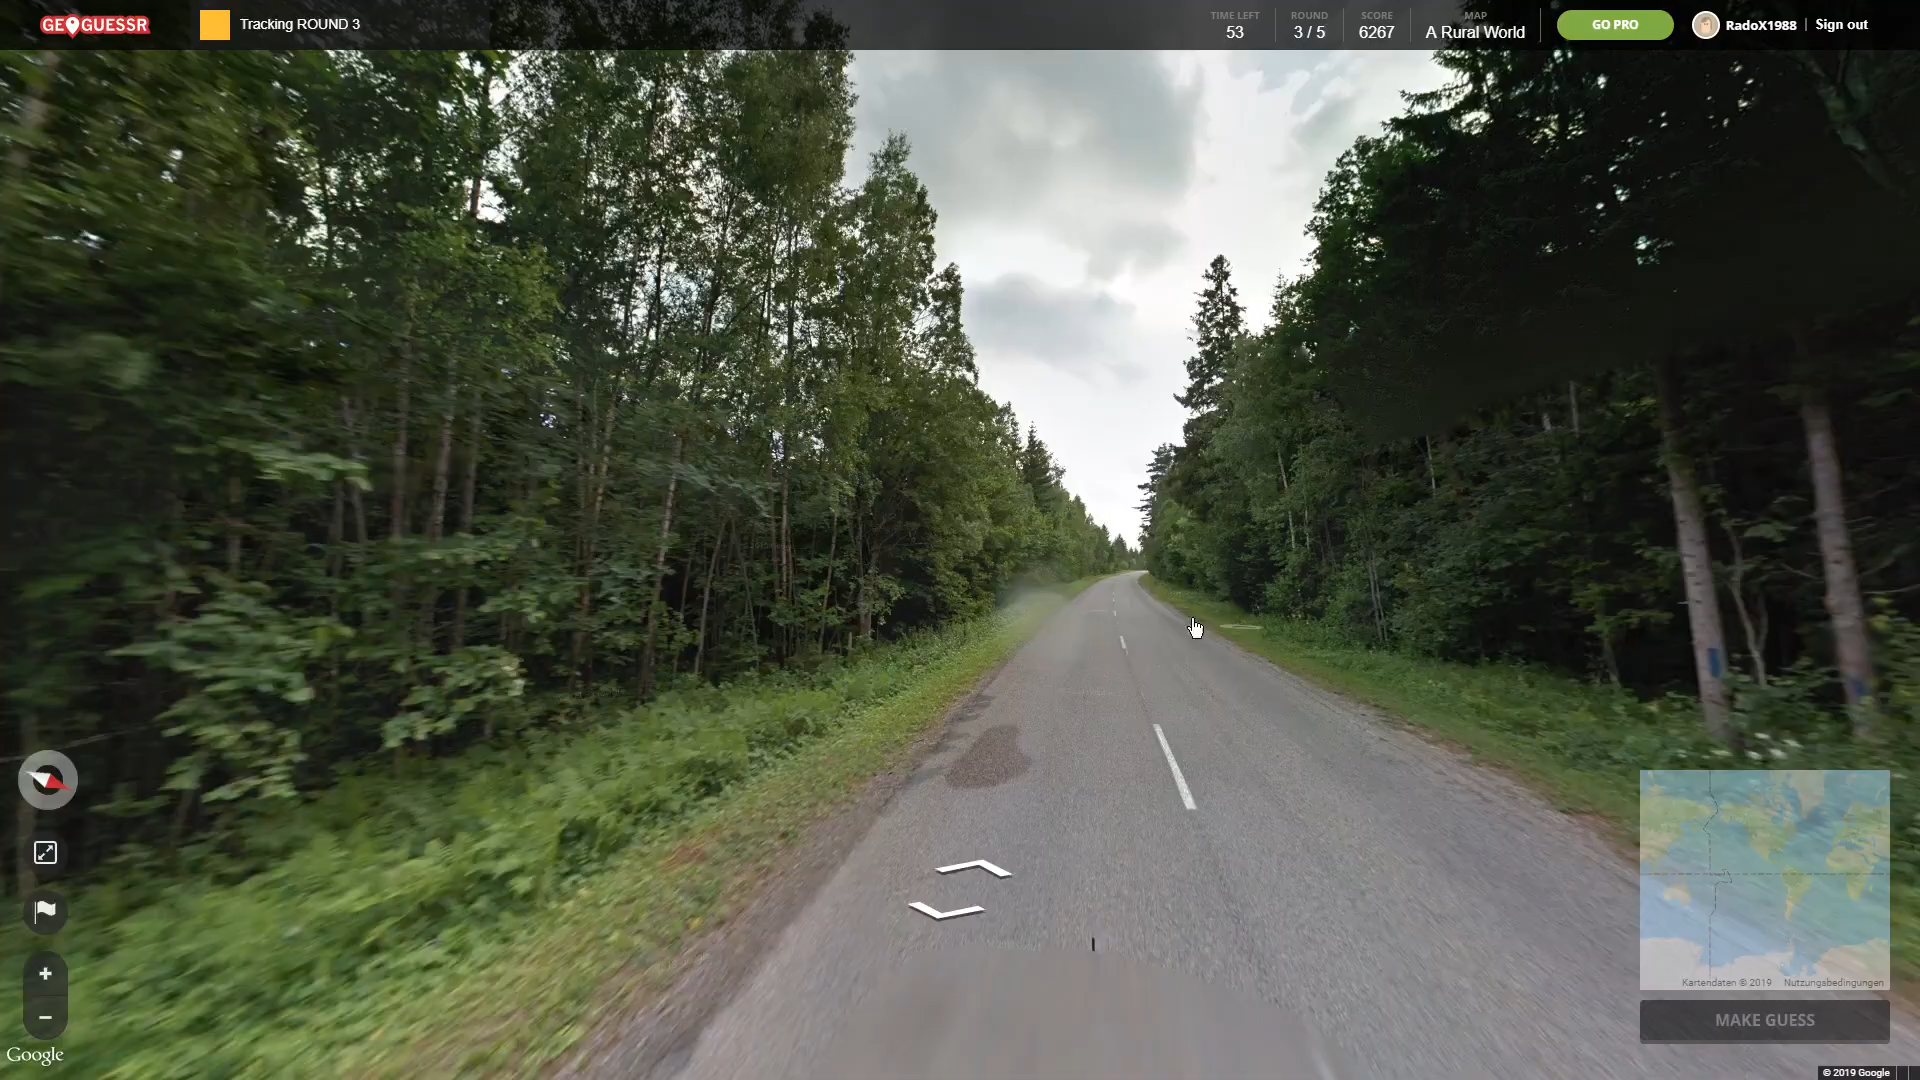 GEOGUESSR
Tracking ROUND 3
TIME LEFT
53
ROUND
3 / 5
SCORE
6267
MAP
A Rural World
GO PRO
RadoX1988
Sign out
Kartendaten © 2019
Nutzungsbedingungen
MAKE GUESS
Google
© 2019 Google